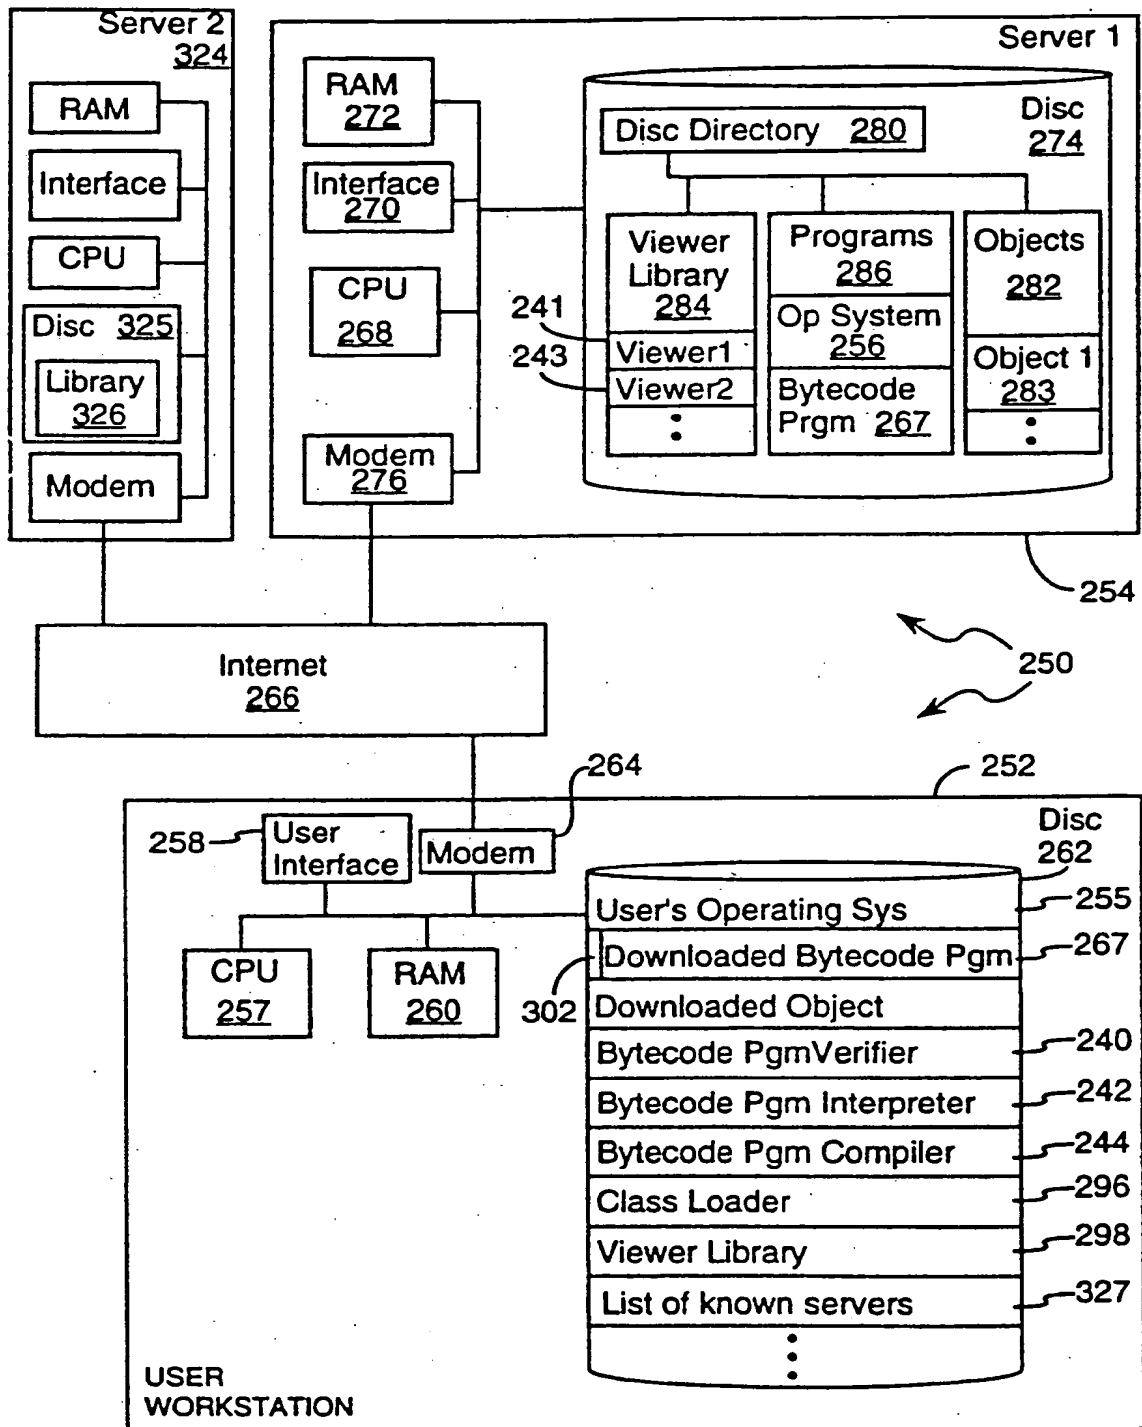 Server 2
324
RAM
Interface
CPU
Disc 325
Library
326
Modem
Server 1
RAM
272
Interface
270
CPU
268
Modem
276
Disc
274
Disc Directory 280
Viewer
Library
284
Viewer1
Viewer2
241
243
Programs
286
Op System
256
Bytecode
Prgm 267
Objects
282
Object 1
283
254
250
Internet
266
264
252
258
User
Interface
Modem
Disc
262
CPU
257
RAM
260
302
User's Operating Sys
255
Downloaded Bytecode Pgm
267
Downloaded Object
Bytecode PgmVerifier
240
Bytecode Pgm Interpreter
242
Bytecode Pgm Compiler
244
Class Loader
296
Viewer Library
298
List of known servers
327
USER
WORKSTATION